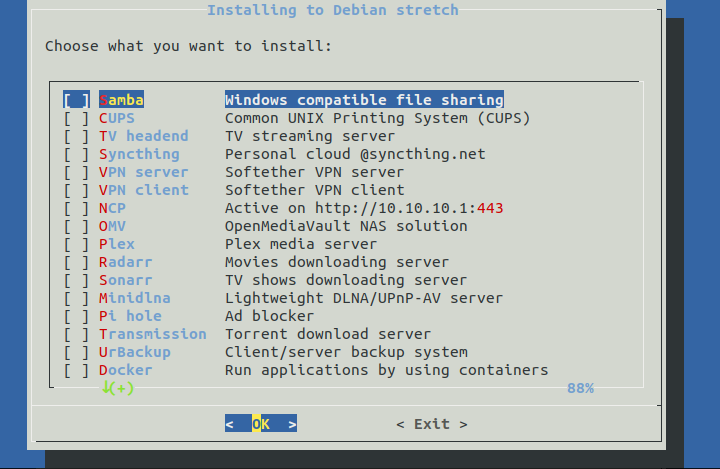 Installing to Debian stretch
Choose what you want to install:
[ ] Samba Windows compatible file sharing
[ ] CUPS Common UNIX Printing System (CUPS)
[ ] TV headend TV streaming server
[ ] Syncthing Personal cloud @syncthing.net
[ ] VPN server Softether VPN server
[ ] VPN client Softether VPN client
[ ] NCP Active on http://10.10.10.1:443
[ ] OMV OpenMediaVault NAS solution
[ ] Plex Plex media server
[ ] Radarr Movies downloading server
[ ] Sonarr TV shows downloading server
[ ] Minidlna Lightweight DLNA/UPnP-AV server
[ ] Pi hole Ad blocker
[ ] Transmission Torrent download server
[ ] UrBackup Client/server backup system
[ ] Docker Run applications by using containers
↓(+) 88%
< OK > < Exit >